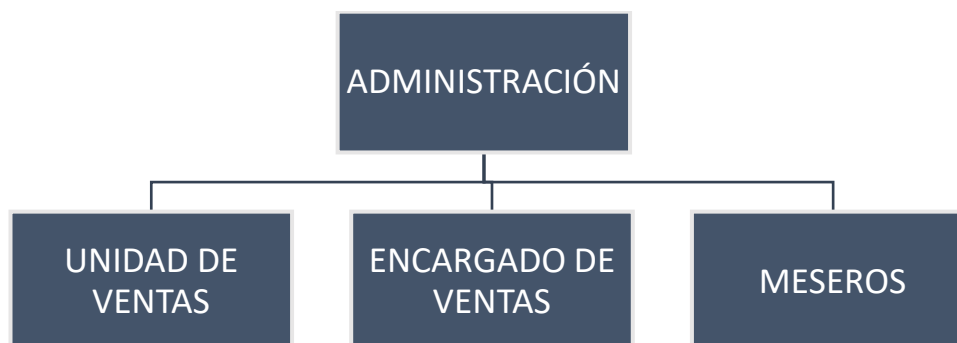 ADMINISTRACIÓN
UNIDAD DE
VENTAS
ENCARGADO DE
VENTAS
MESEROS